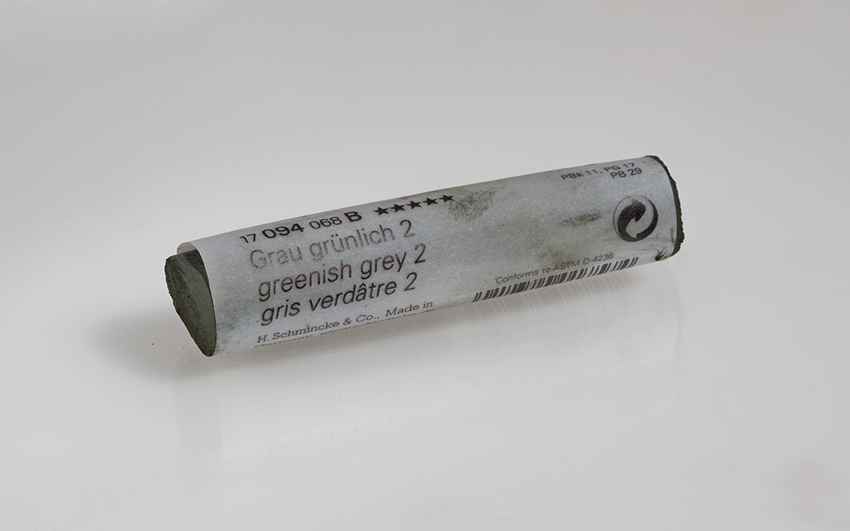 17 094 068 B ★★★★★
Grau grünlich 2
greenish grey 2
gris verdâtre 2
H. Schmincke & Co., Made in
PBk 11, PG 17
PB 29
Conforms to ASTM D-4236